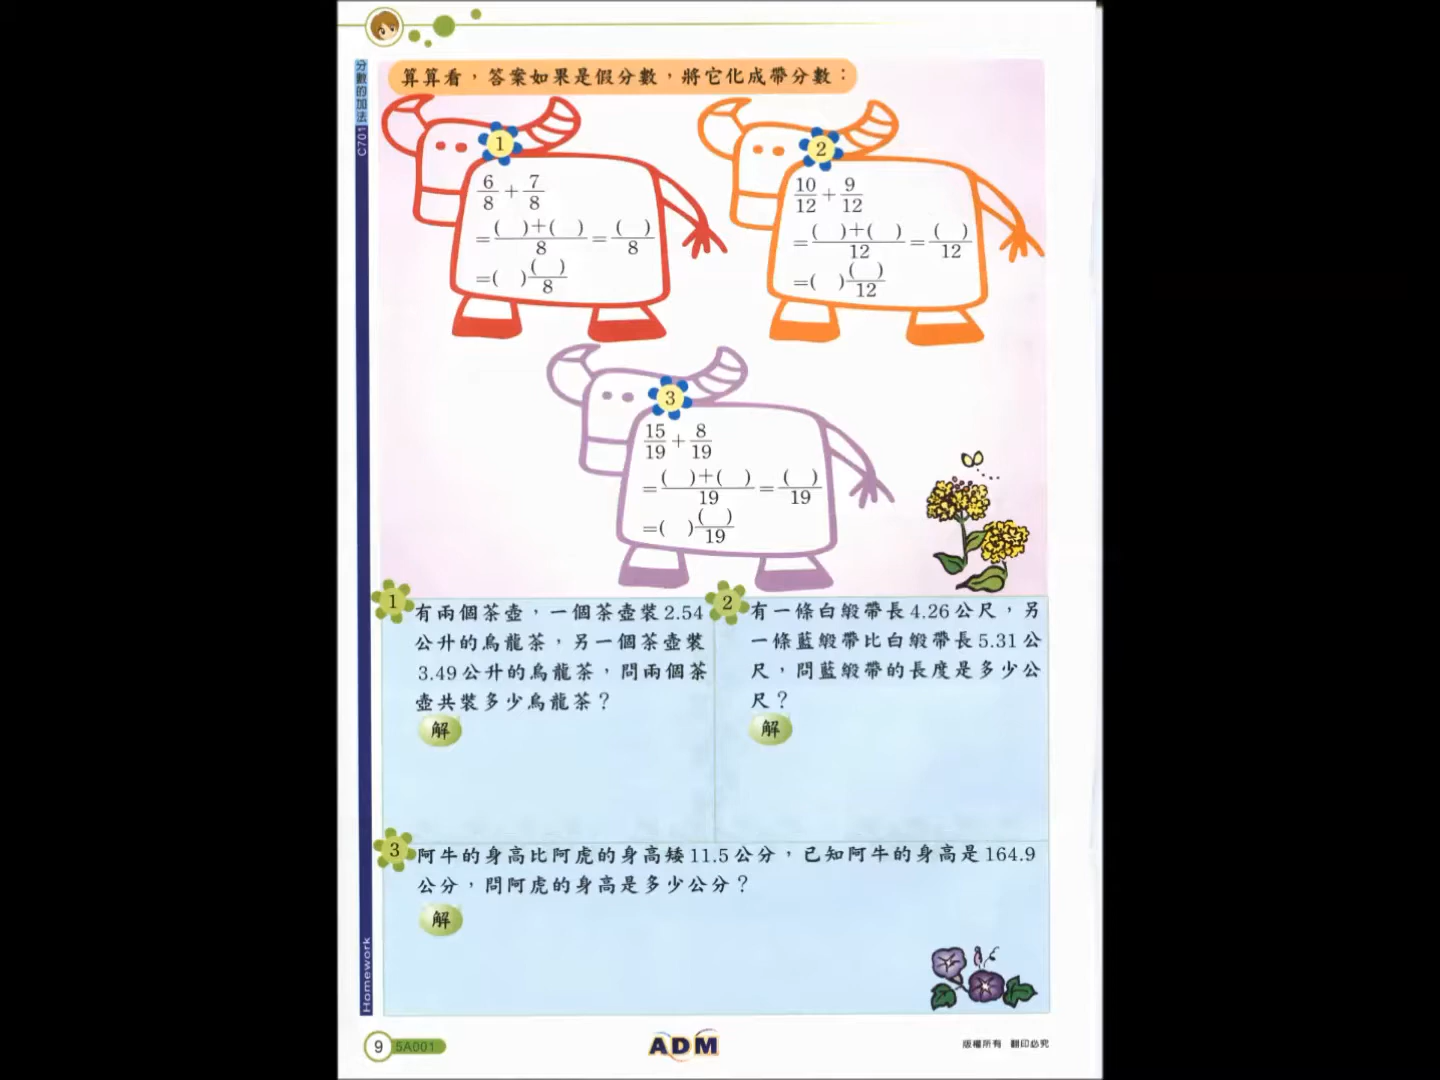 分數的加法
C701
算算看，答案如果是假分數，將它化成帶分數：
1
6/8 + 7/8
= (　)+(　)/8 = (　)/8
= (　)(　)/8
2
10/12 + 9/12
= (　)+(　)/12 = (　)/12
= (　)(　)/12
3
15/19 + 8/19
= (　)+(　)/19 = (　)/19
= (　)(　)/19
1
有兩個茶壺，一個茶壺裝2.54
公升的烏龍茶，另一個茶壺裝
3.49公升的烏龍茶，問兩個茶
壺共裝多少烏龍茶？
解
2
有一條白緞帶長4.26公尺，另
一條藍緞帶比白緞帶長5.31公
尺，問藍緞帶的長度是多少公
尺？
解
3
阿牛的身高比阿虎的身高矮11.5公分，已知阿牛的身高是164.9
公分，問阿虎的身高是多少公分？
解
Homework
9
5A001
ADM
版權所有　翻印必究